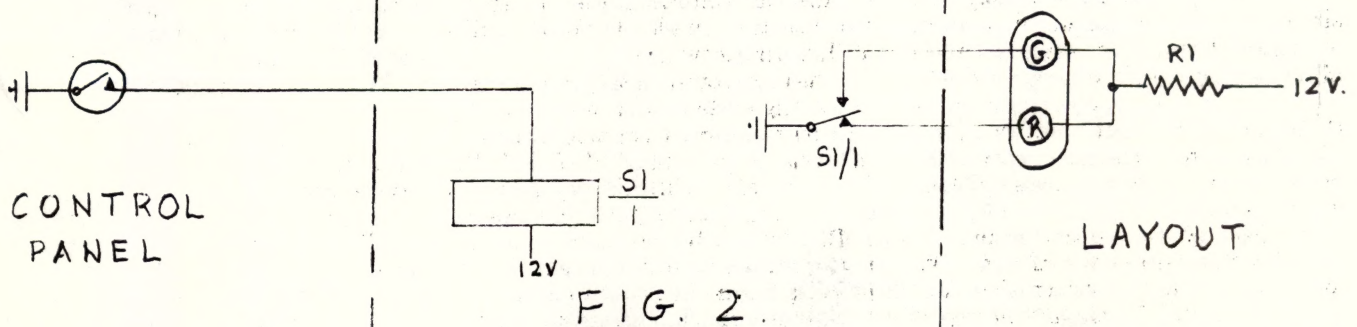 G
R1
12V.
R
S1/1
CONTROL
PANEL
S1
1
12V
LAYOUT
FIG. 2.